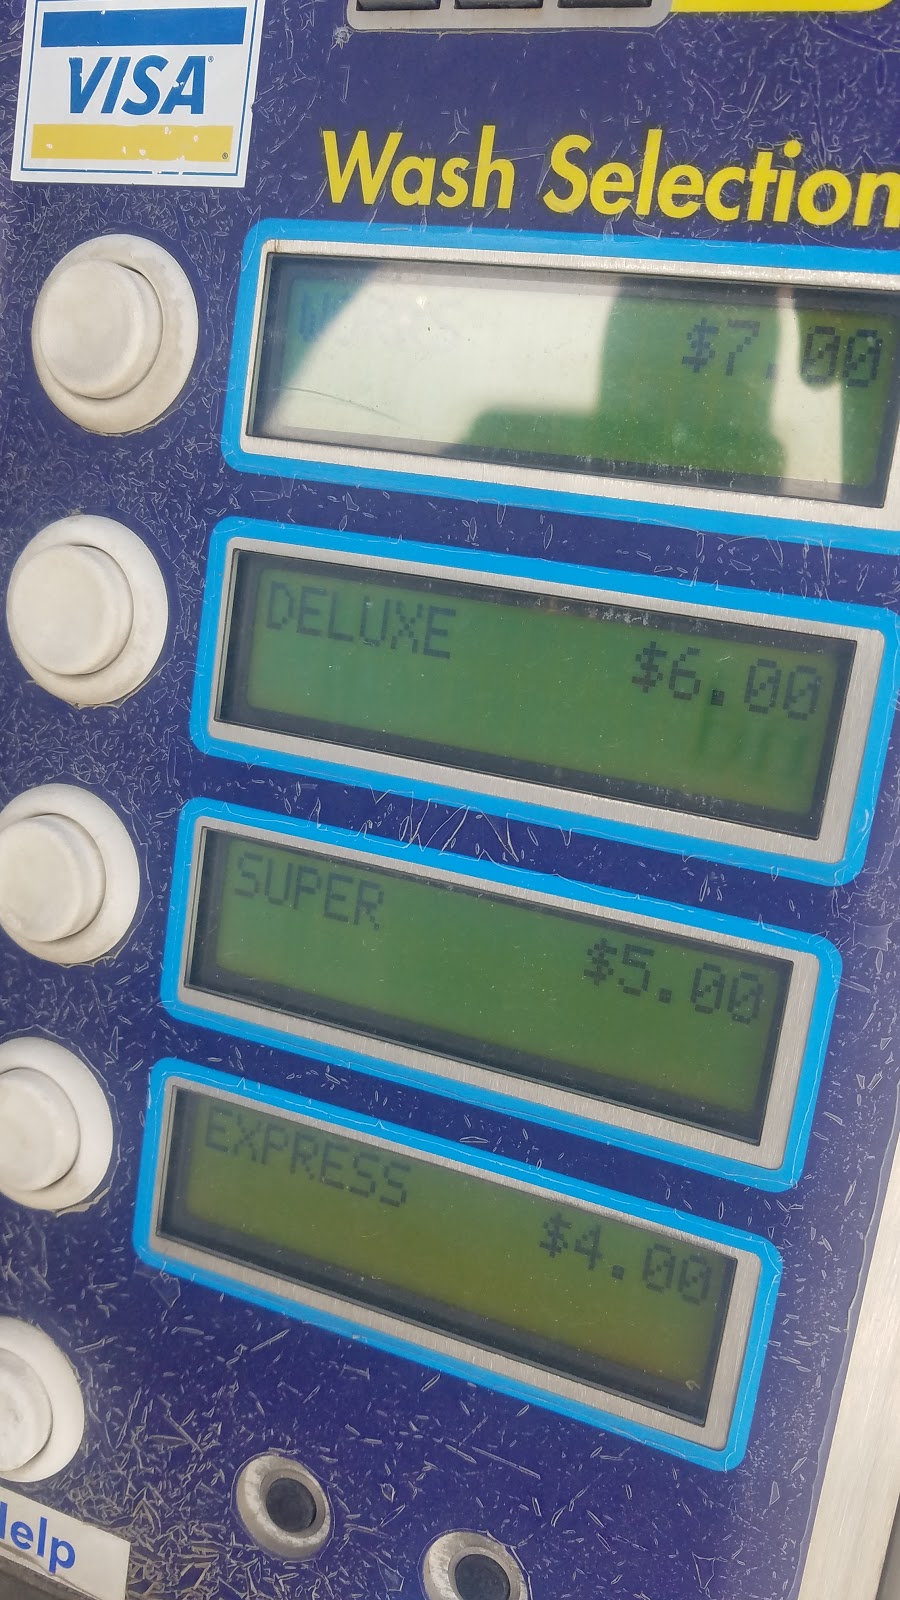 VISA
Wash Selection
$7.00
DELUXE
$6.00
SUPER
$5.00
EXPRESS
$4.00
Help